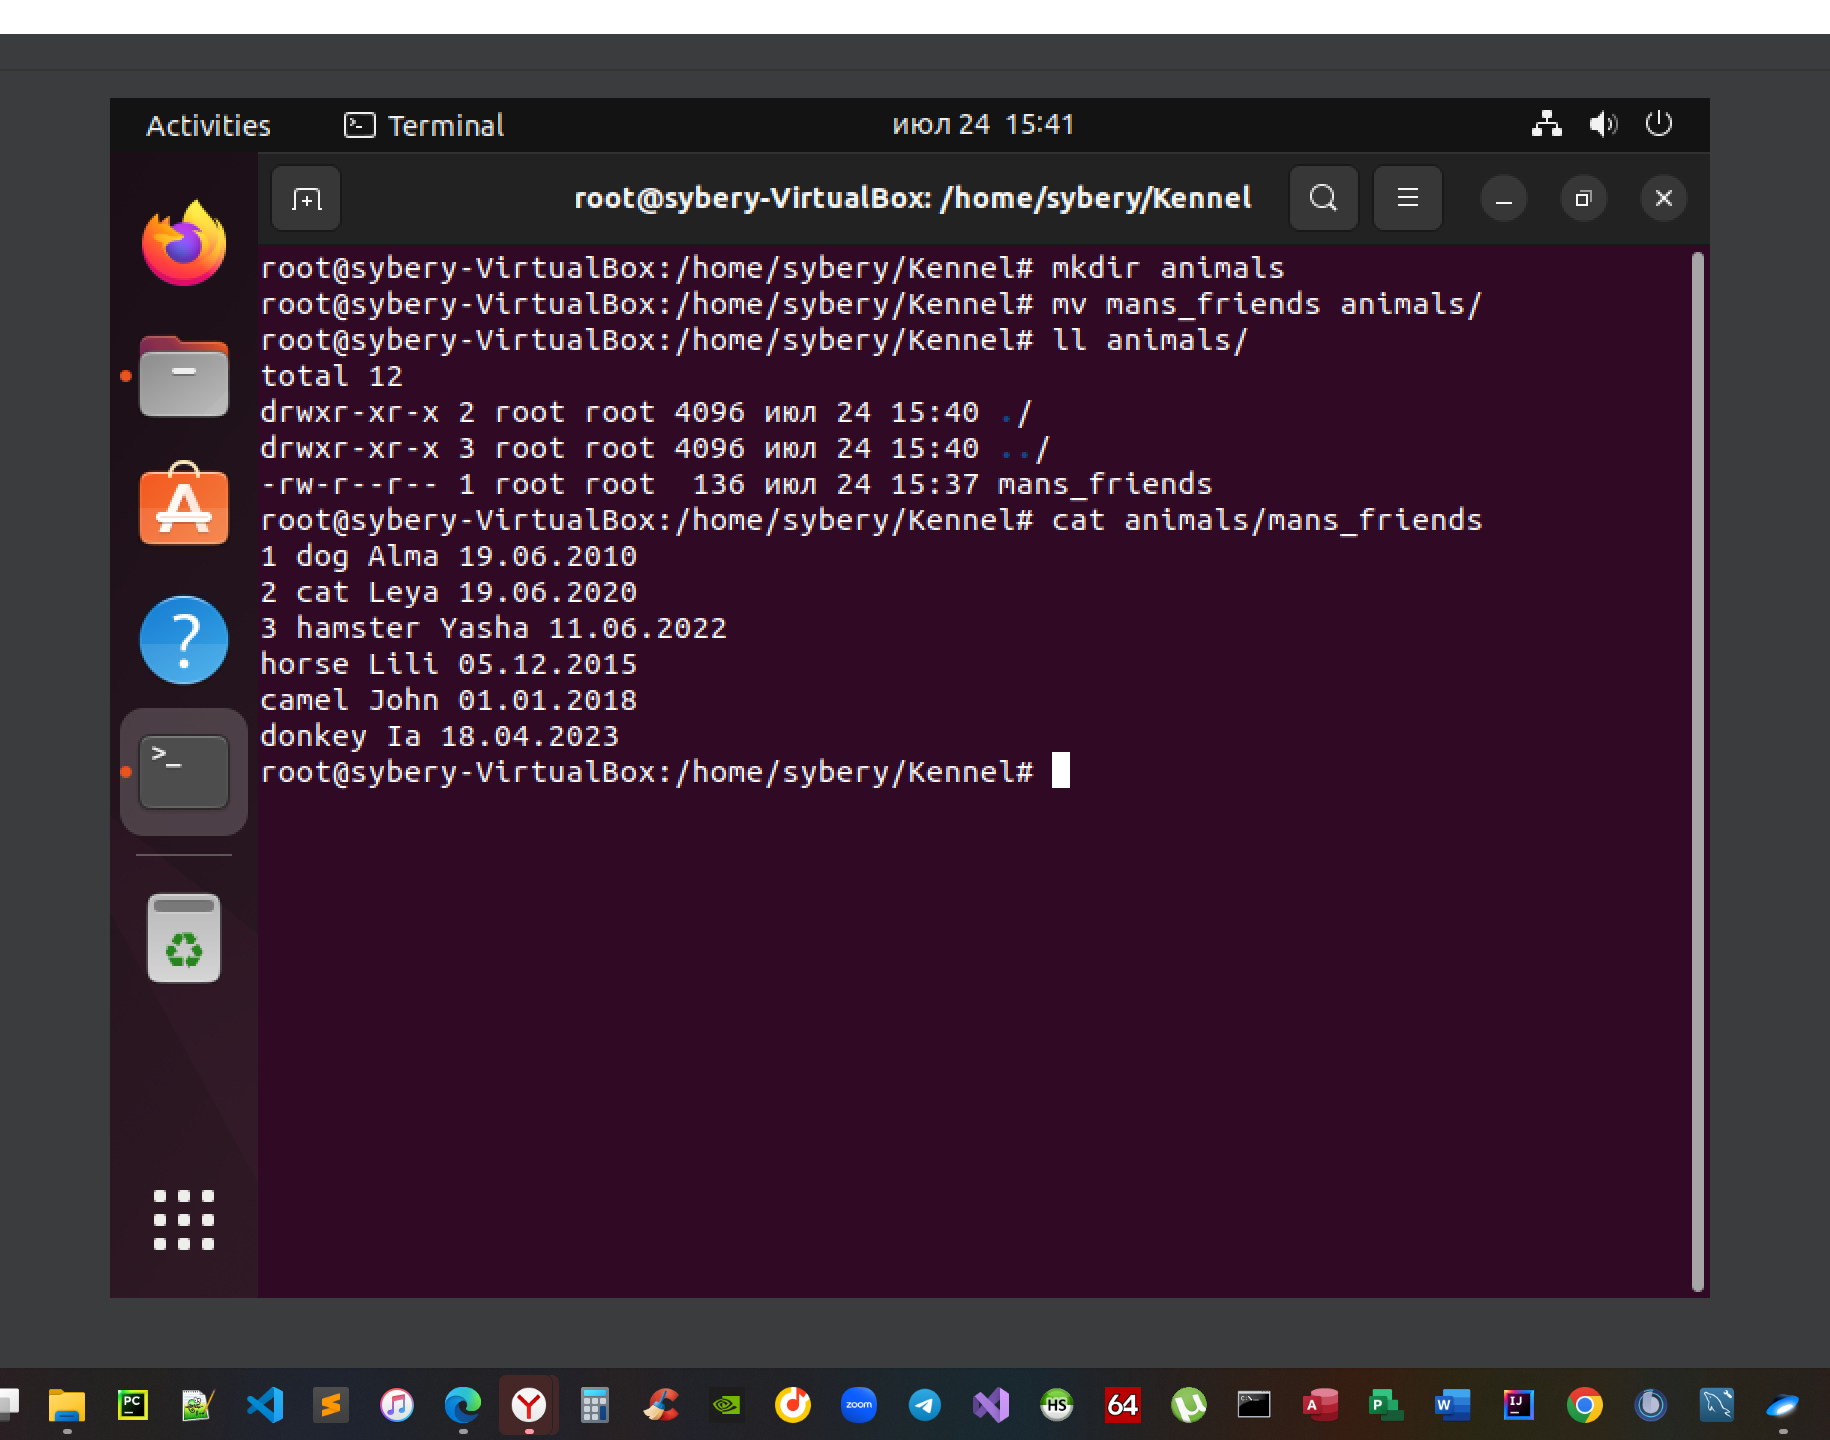 Activities Terminal июл 24 15:41
root@sybery-VirtualBox: /home/sybery/Kennel
root@sybery-VirtualBox:/home/sybery/Kennel# mkdir animals
root@sybery-VirtualBox:/home/sybery/Kennel# mv mans_friends animals/
root@sybery-VirtualBox:/home/sybery/Kennel# ll animals/
total 12
drwxr-xr-x 2 root root 4096 июл 24 15:40 ./
drwxr-xr-x 3 root root 4096 июл 24 15:40 ../
-rw-r--r-- 1 root root  136 июл 24 15:37 mans_friends
root@sybery-VirtualBox:/home/sybery/Kennel# cat animals/mans_friends
1 dog Alma 19.06.2010
2 cat Leya 19.06.2020
3 hamster Yasha 11.06.2022
horse Lili 05.12.2015
camel John 01.01.2018
donkey Ia 18.04.2023
root@sybery-VirtualBox:/home/sybery/Kennel#
PC zoom HS 64 A P W IJ